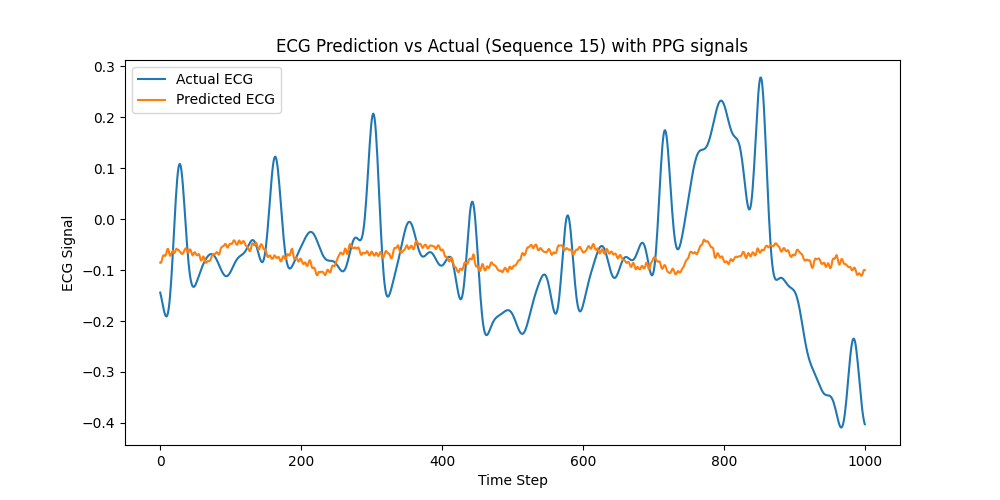 ECG Prediction vs Actual (Sequence 15) with PPG signals
Actual ECG
Predicted ECG
ECG Signal
0.3
0.2
0.1
0.0
−0.1
−0.2
−0.3
−0.4
0 200 400 600 800 1000
Time Step